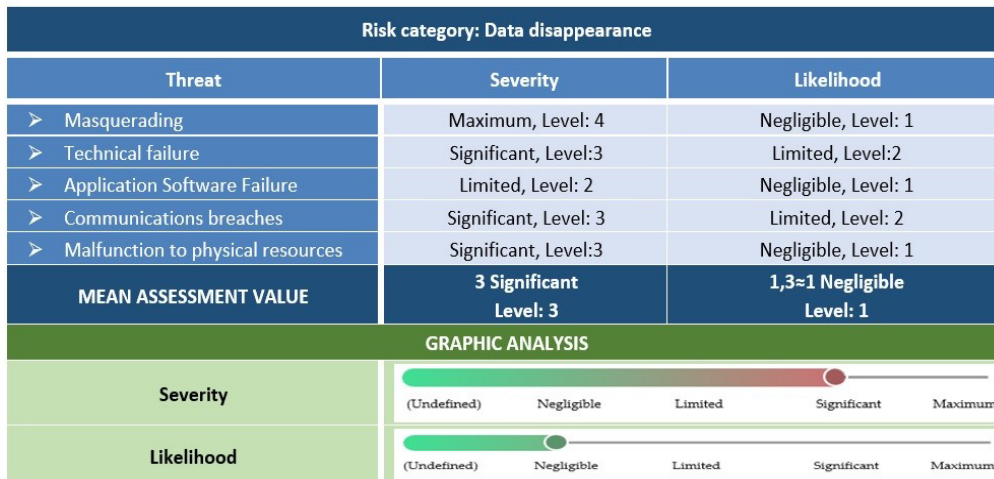 Risk category: Data disappearance
Threat Severity Likelihood
➢ Masquerading Maximum, Level: 4 Negligible, Level: 1
➢ Technical failure Significant, Level:3 Limited, Level:2
➢ Application Software Failure Limited, Level: 2 Negligible, Level: 1
➢ Communications breaches Significant, Level: 3 Limited, Level: 2
➢ Malfunction to physical resources Significant, Level:3 Negligible, Level: 1
MEAN ASSESSMENT VALUE 3 Significant 1,3≈1 Negligible
Level: 3 Level: 1
GRAPHIC ANALYSIS
Severity
(Undefined) Negligible Limited Significant Maximum
Likelihood
(Undefined) Negligible Limited Significant Maximum